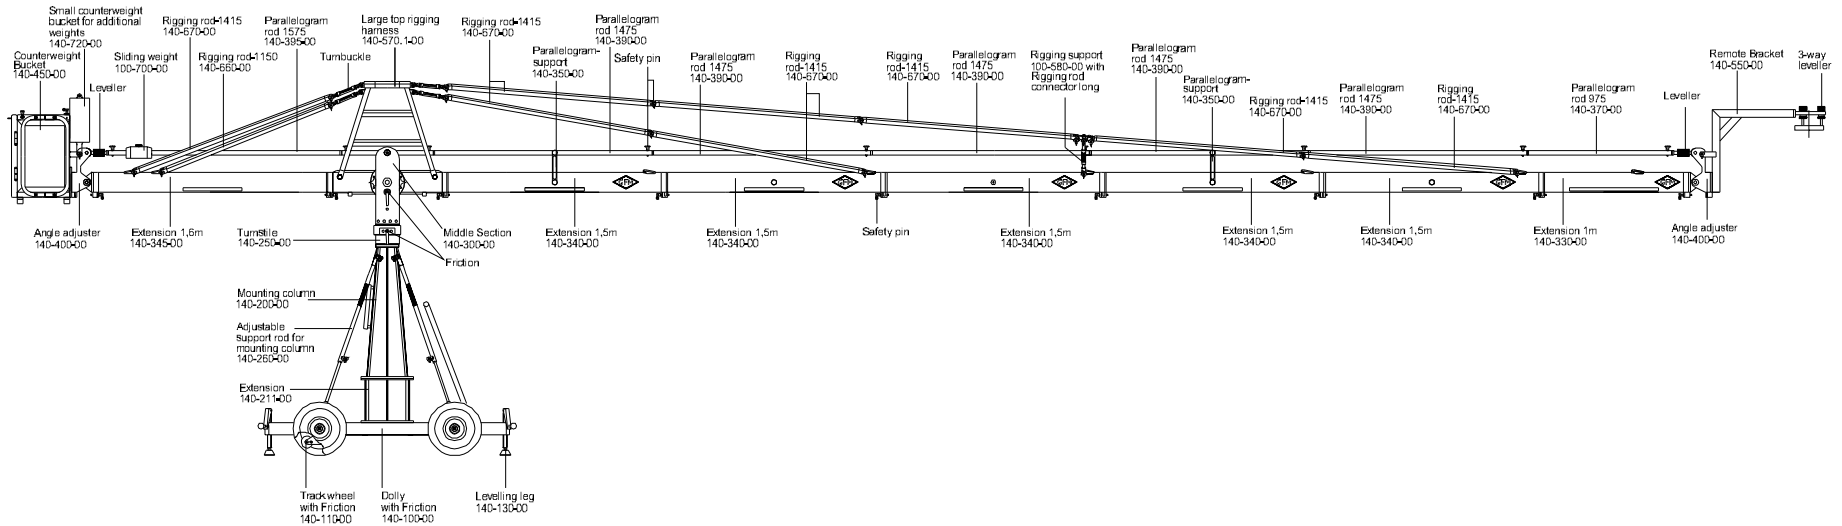 Small counterweight
bucket for additional
weights
140-720-00
Counterweight
Bucket
140-450-00
Leveller
Sliding weight
100-700-00
Rigging rod-1415
140-670-00
Rigging rod-1150
140-660-00
Parallelogram
rod 1575
140-395-00
Turnbuckle
Large top rigging
harness
140-570.1-00
Rigging rod-1415
140-670-00
Parallelogram-
support
140-350-00
Parallelogram
rod 1475
140-390-00
Safety pin
Parallelogram
rod 1475
140-390-00
Rigging
rod-1415
140-670-00
Rigging
rod-1415
140-670-00
Parallelogram
rod 1475
140-390-00
Rigging support
100-580-00 with
Rigging rod
connector long
Parallelogram
rod 1475
140-390-00
Parallelogram-
support
140-350-00
Rigging rod-1415
140-670-00
Parallelogram
rod 1475
140-390-00
Rigging
rod-1415
140-670-00
Parallelogram
rod 975
140-370-00
Leveller
Remote Bracket
140-550-00
3-way
leveller
GFM
GFM
GFM
GFM
GFM
GFM
Angle adjuster
140-400-00
Extension 1,6m
140-345-00
Turnstile
140-250-00
Middle Section
140-300-00
Friction
Extension 1,5m
140-340-00
Extension 1,5m
140-340-00
Safety pin
Extension 1,5m
140-340-00
Extension 1,5m
140-340-00
Extension 1,5m
140-340-00
Extension 1m
140-330-00
Angle adjuster
140-400-00
Mounting column
140-200-00
Adjustable
support rod for
mounting column
140-260-00
Extension
140-211-00
Track wheel
with Friction
140-110-00
Dolly
with Friction
140-100-00
Levelling leg
140-130-00